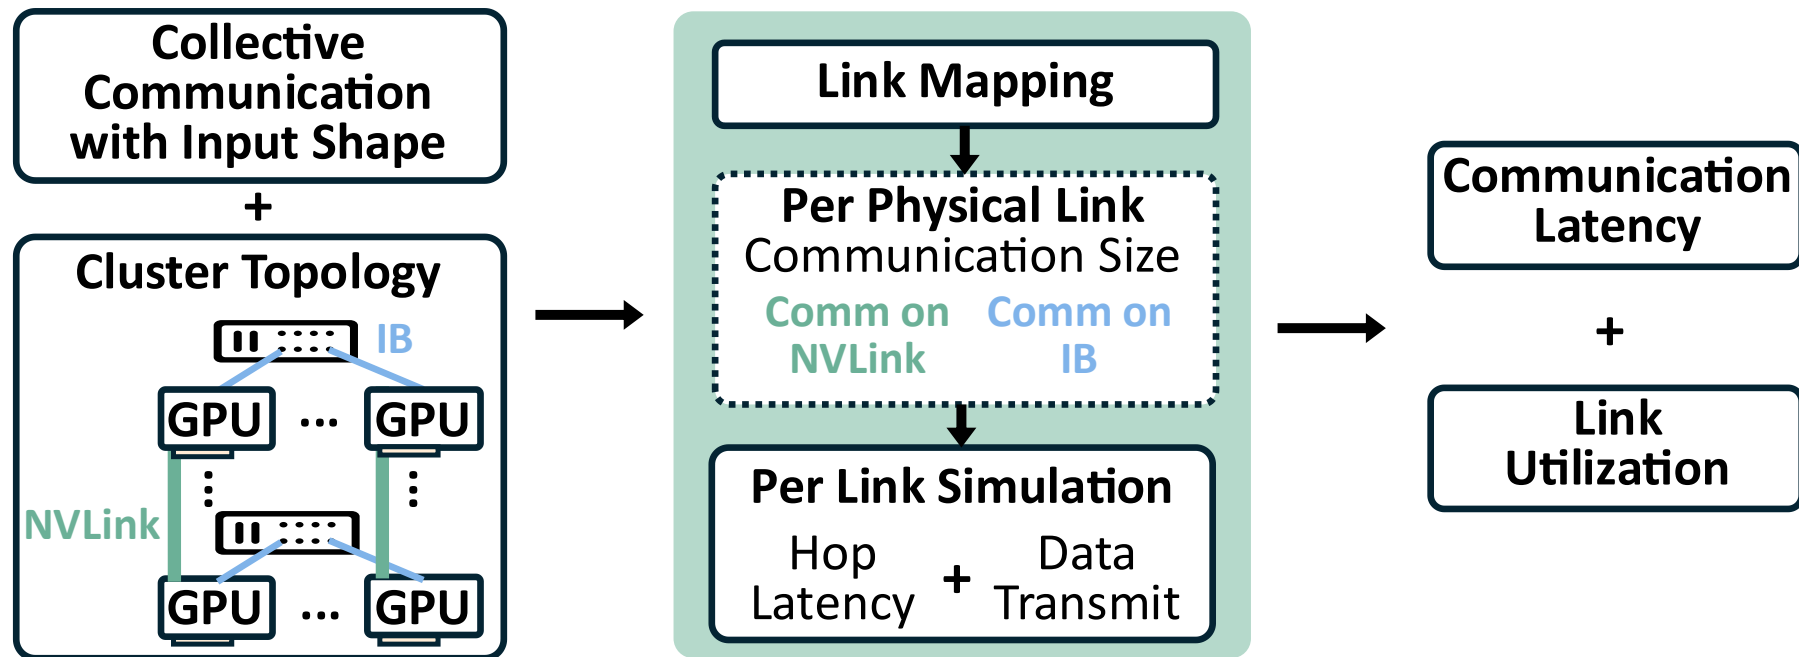 Collective
Communication
with Input Shape
+
Cluster Topology
IB
GPU ... GPU
NVLink
GPU ... GPU
Link Mapping
Per Physical Link
Communication Size
Comm on
NVLink
Comm on
IB
Per Link Simulation
Hop
Latency
+
Data
Transmit
Communication
Latency
+
Link
Utilization